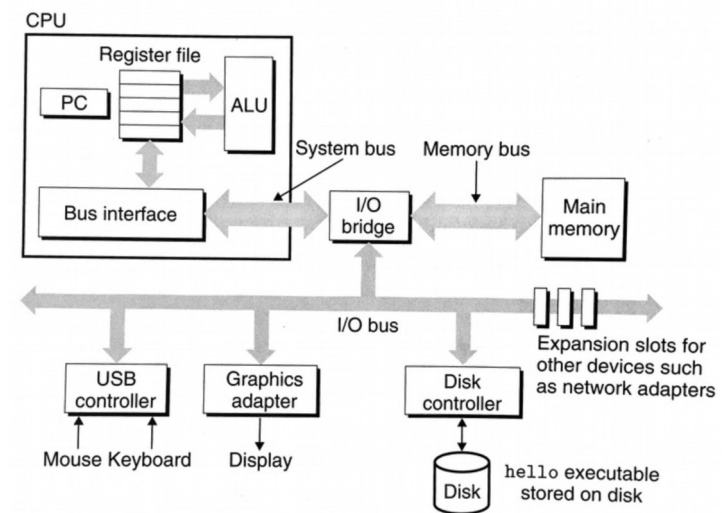 CPU
Register file
PC
ALU
System bus
Memory bus
Bus interface
I/O
bridge
Main
memory
I/O bus
Expansion slots for
other devices such
as network adapters
USB
controller
Graphics
adapter
Disk
controller
Mouse Keyboard
Display
Disk
hello executable
stored on disk